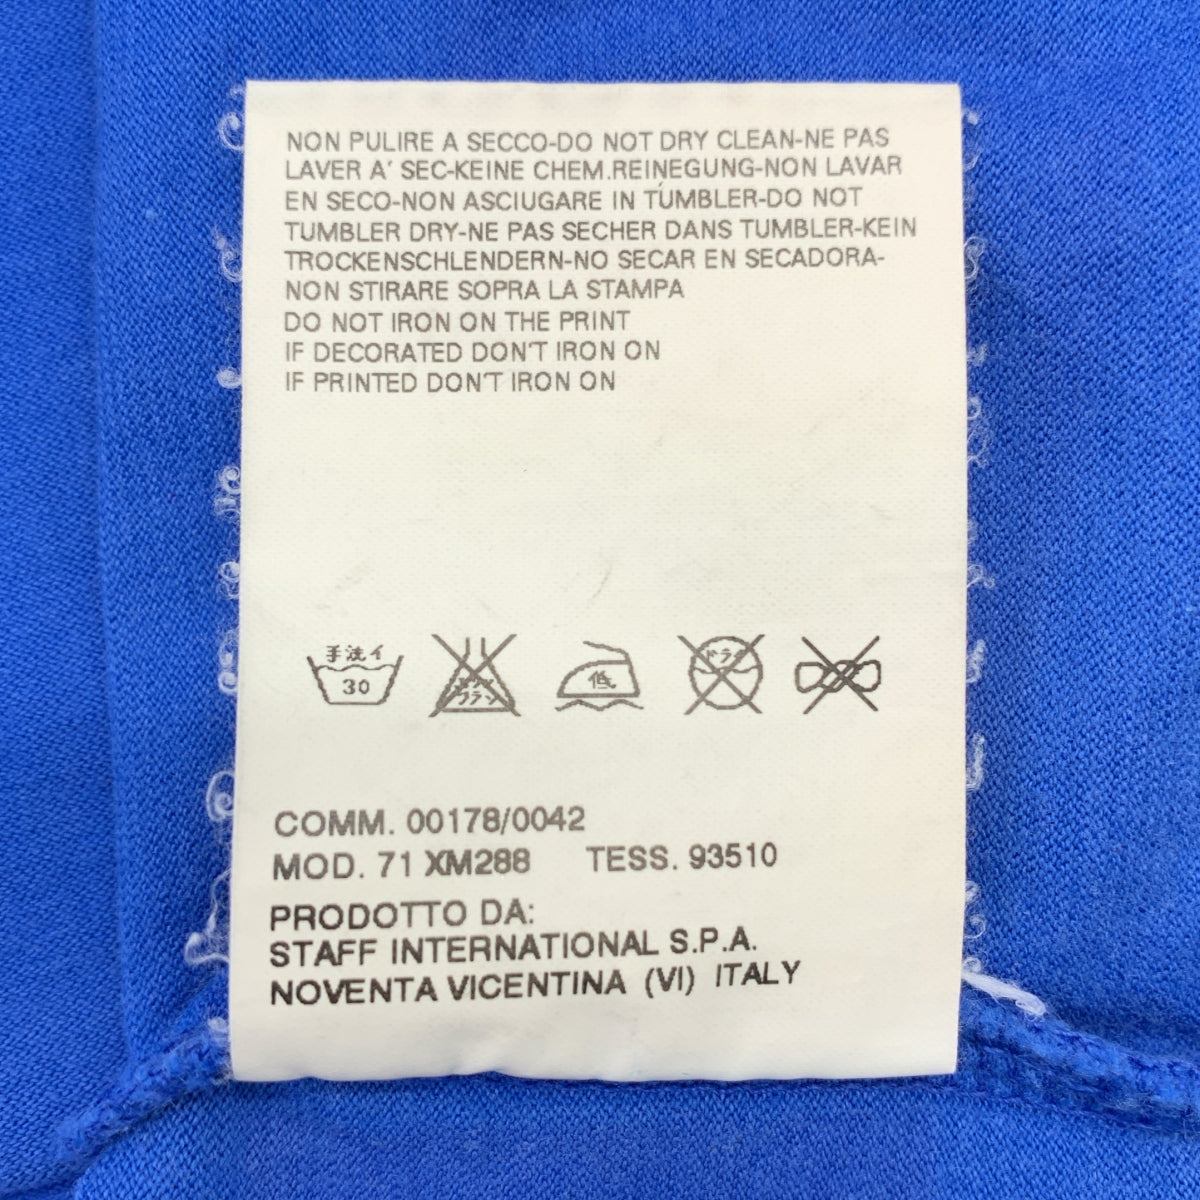 NON PULIRE A SECCO-DO NOT DRY CLEAN-NE PAS
LAVER A' SEC-KEINE CHEM.REINEGUNG-NON LAVAR
EN SECO-NON ASCIUGARE IN TUMBLER-DO NOT
TUMBLER DRY-NE PAS SECHER DANS TUMBLER-KEIN
TROCKENSCHLENDERN-NO SECAR EN SECADORA-
NON STIRARE SOPRA LA STAMPA
DO NOT IRON ON THE PRINT
IF DECORATED DON'T IRON ON
IF PRINTED DON'T IRON ON
手洗イ
30
低
ドライ
COMM. 00178/0042
MOD. 71 XM288 TESS. 93510
PRODOTTO DA:
STAFF INTERNATIONAL S.P.A.
NOVENTA VICENTINA (VI) ITALY